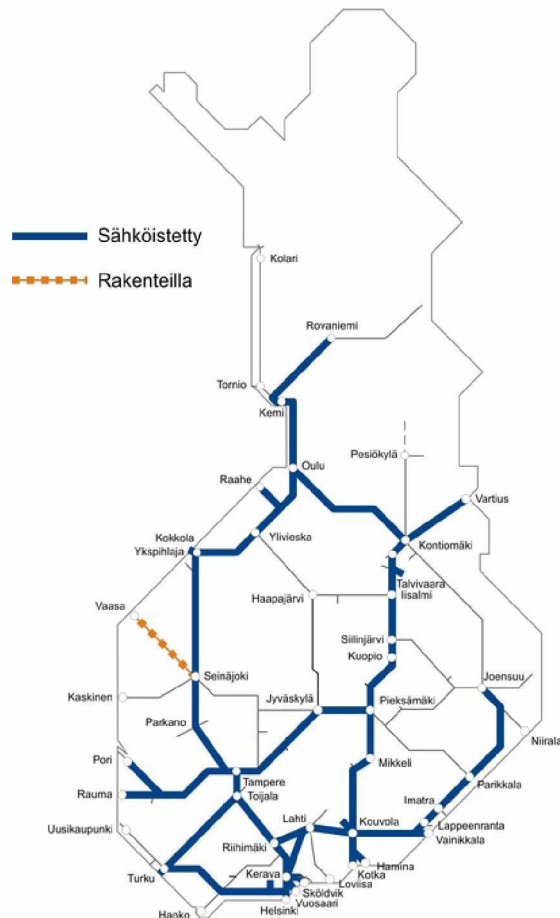 Sähköistetty
Rakenteilla
Kolari
Rovaniemi
Tornio
Kemi
Pesiökylä
Oulu
Raahe
Vartius
Kokkola
Ykspihlaja
Ylivieska
Kontiomäki
Talvivaara
Iisalmi
Haapajärvi
Vaasa
Siilinjärvi
Kuopio
Seinäjoki
Joensuu
Kaskinen
Jyväskylä
Pieksämäki
Parkano
Niirala
Pori
Mikkeli
Tampere
Parikkala
Rauma
Toijala
Imatra
Uusikaupunki
Lahti
Kouvola
Lappeenranta
Vainikkala
Riihimäki
Turku
Kerava
Hamina
Kotka
Loviisa
Sköldvik
Vuosaari
Hanko
Helsinki